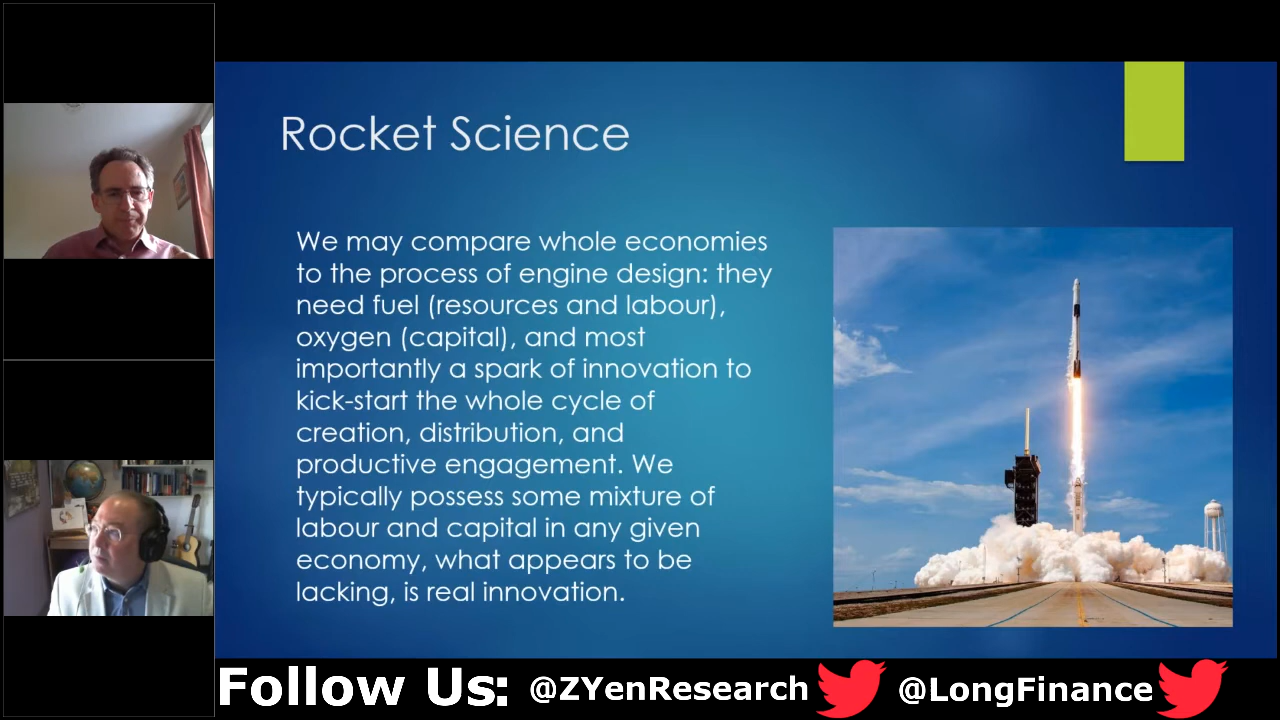 Rocket Science
We may compare whole economies
to the process of engine design: they
need fuel (resources and labour),
oxygen (capital), and most
importantly a spark of innovation to
kick-start the whole cycle of
creation, distribution, and
productive engagement. We
typically possess some mixture of
labour and capital in any given
economy, what appears to be
lacking, is real innovation.
Follow Us: @ZYenResearch @LongFinance